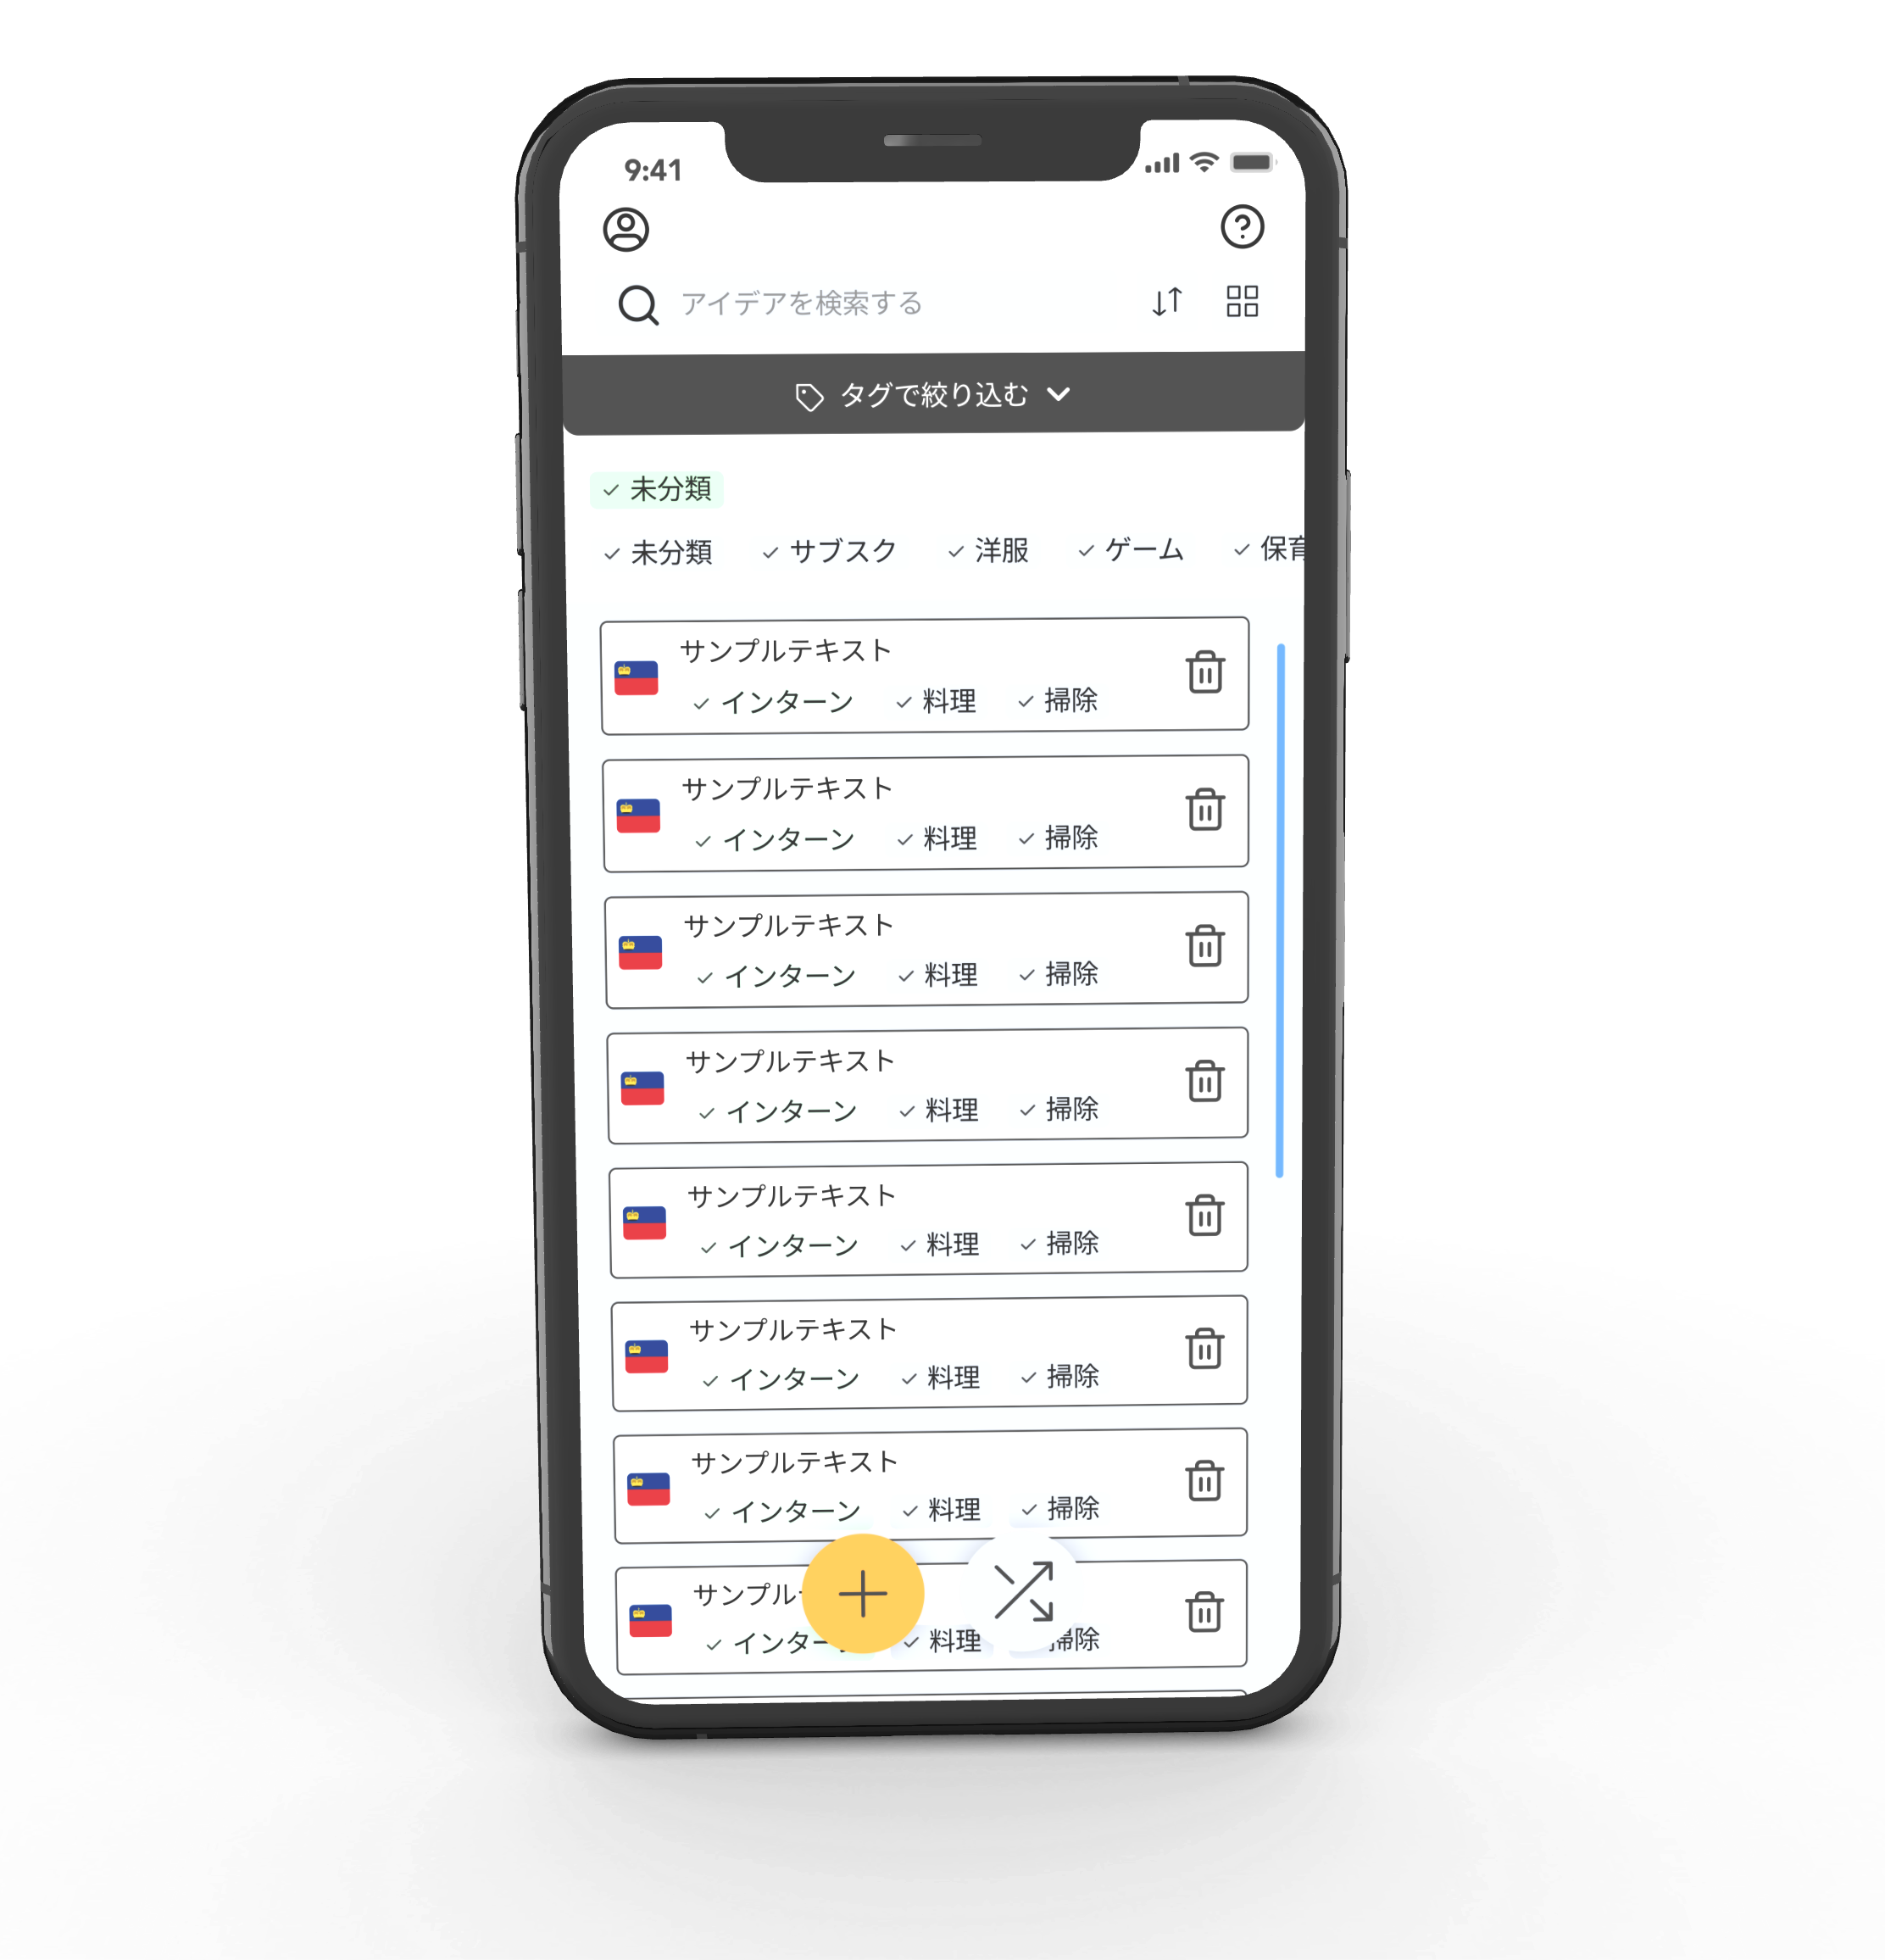 9:41
アイデアを検索する
タグで絞り込む
未分類
未分類 サブスク 洋服 ゲーム 保育
サンプルテキスト
インターン 料理 掃除
サンプルテキスト
インターン 料理 掃除
サンプルテキスト
インターン 料理 掃除
サンプルテキスト
インターン 料理 掃除
サンプルテキスト
インターン 料理 掃除
サンプルテキスト
インターン 料理 掃除
サンプルテキスト
インターン 料理 掃除
サンプル
インター 料理 掃除